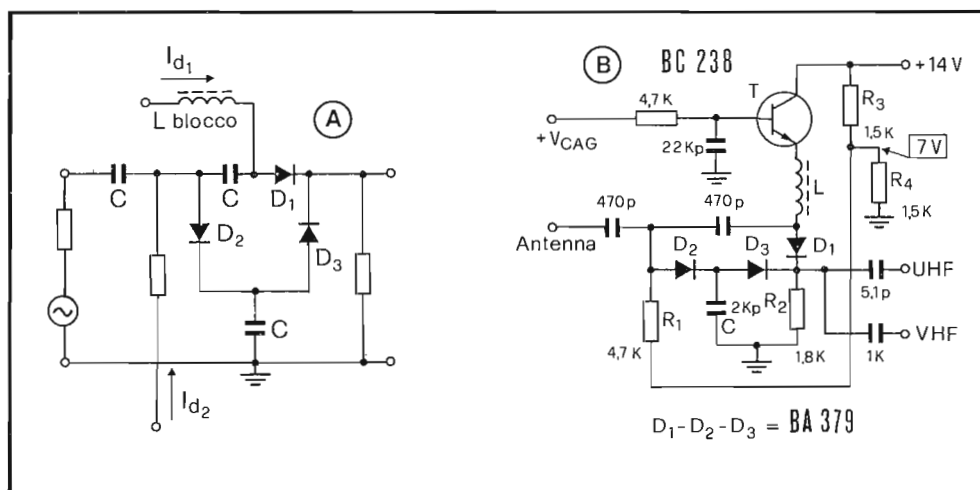 I d1
L blocco
A
C
C
D1
D2
D3
C
I d2
B
BC 238
T
+14 V
4,7 K
R3
+VCAG
22 Kp
1,5 K
7 V
L
R4
1,5 K
470 p
470 p
Antenna
D2
D3
D1
UHF
5,1 p
R1
C
2Kp
R2
VHF
4,7 K
1,8 K
1 K
D1 - D2 - D3 = BA 379